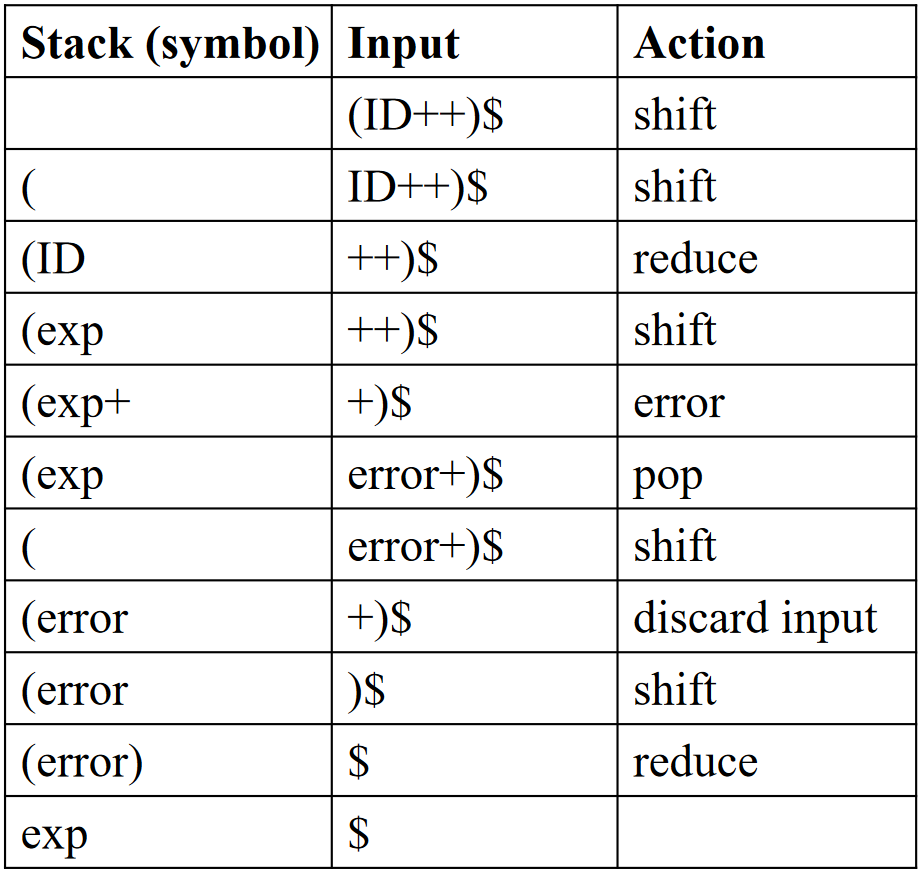 Stack (symbol) Input Action
(ID++)$ shift
( ID++)$ shift
(ID ++)$ reduce
(exp ++)$ shift
(exp+ +)$ error
(exp error+)$ pop
( error+)$ shift
(error +)$ discard input
(error )$ shift
(error) $ reduce
exp $